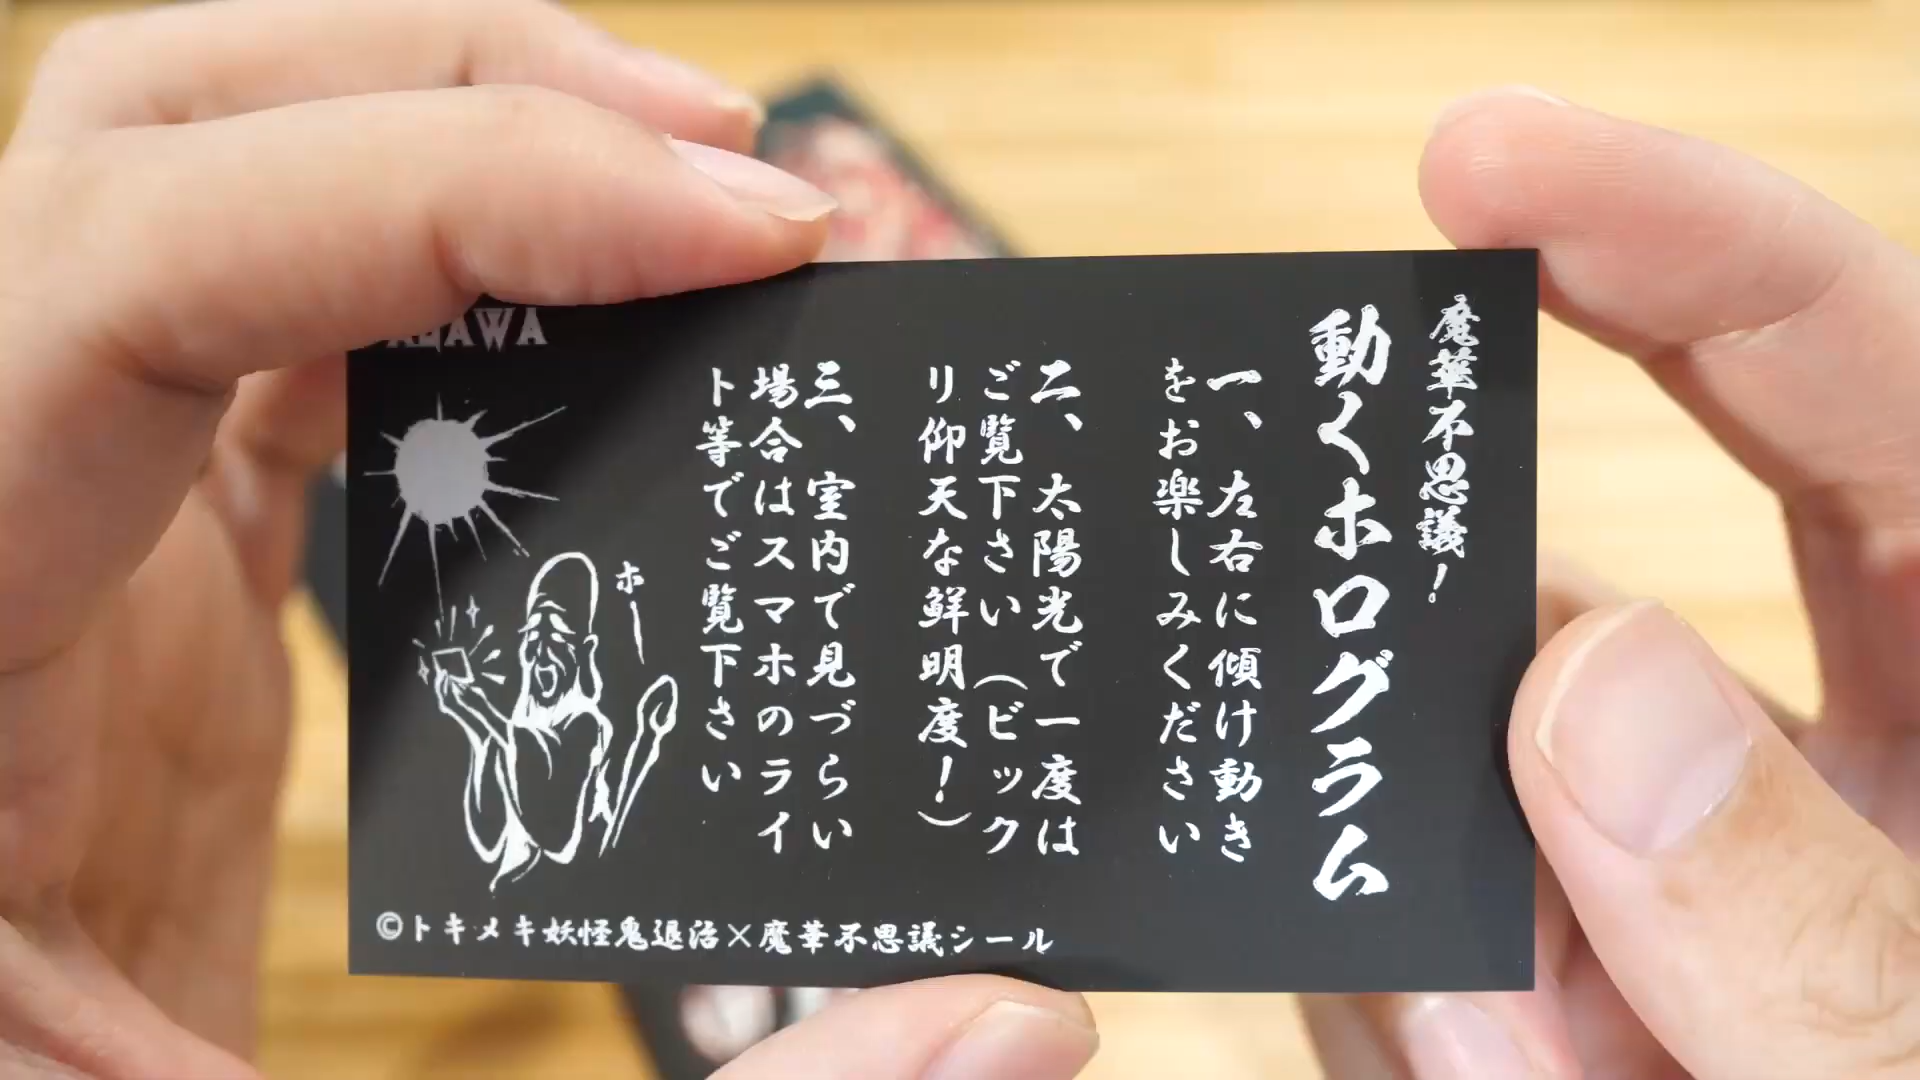 魔華不思議！
動くホログラム
一、左右に傾け動き
をお楽しみください
二、太陽光で一度は
ご覧下さい（ビック
リ仰天な鮮明度！）
三、室内で見づらい
場合はスマホのライ
ト等でご覧下さい
ホー
©トキメキ妖怪鬼退治×魔華不思議シール